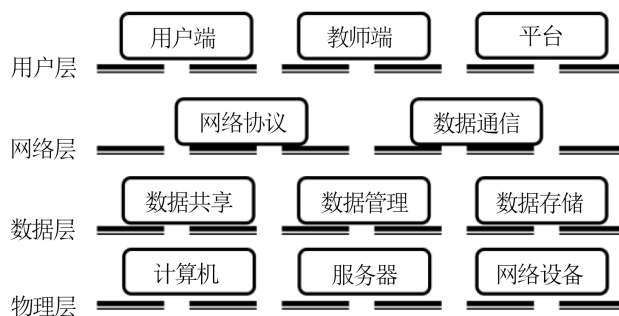 用户端 教师端 平台
用户层
网络协议 数据通信
网络层
数据共享 数据管理 数据存储
数据层
计算机 服务器 网络设备
物理层